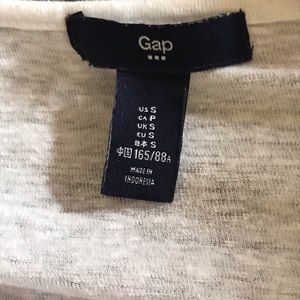 Gap
US S
CA P
UK S
EU S
日本 S
中国 165/88A
MADE IN
INDONESIA